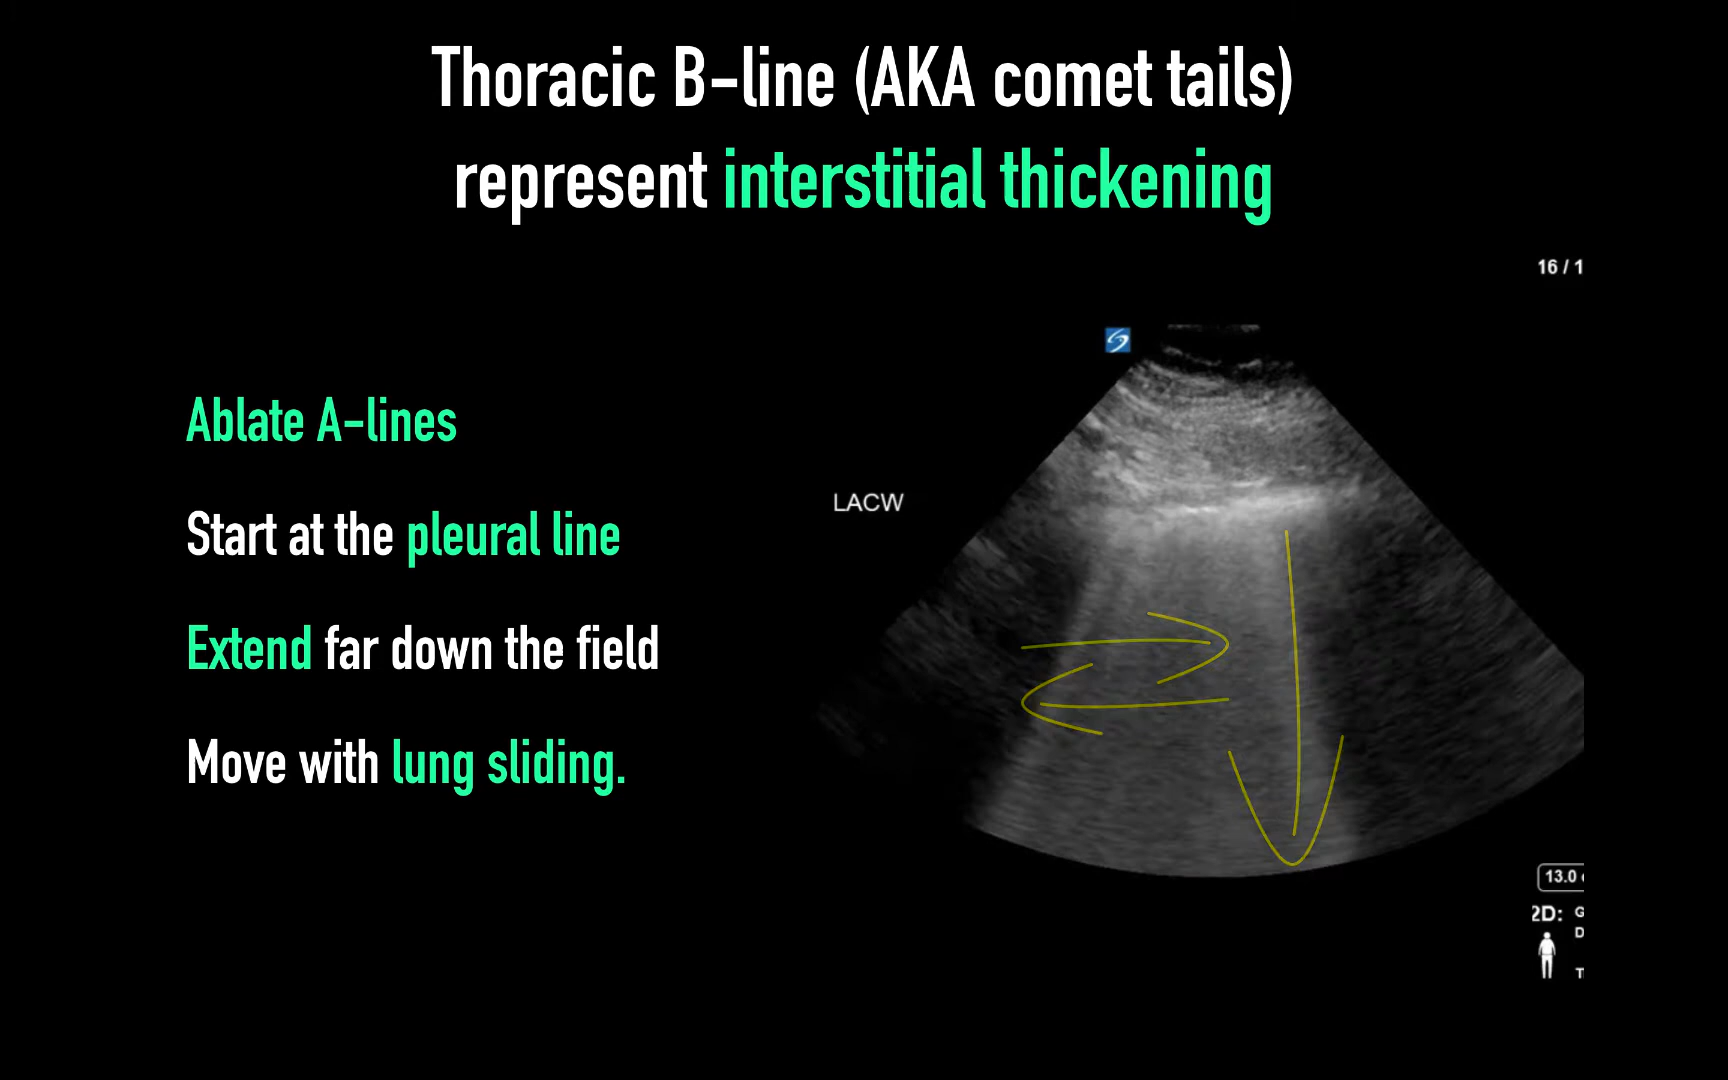 Thoracic B-line (AKA comet tails)
represent interstitial thickening
16 / 1
Ablate A-lines
LACW
Start at the pleural line
Extend far down the field
Move with lung sliding.
13.0
2D: G
D
T